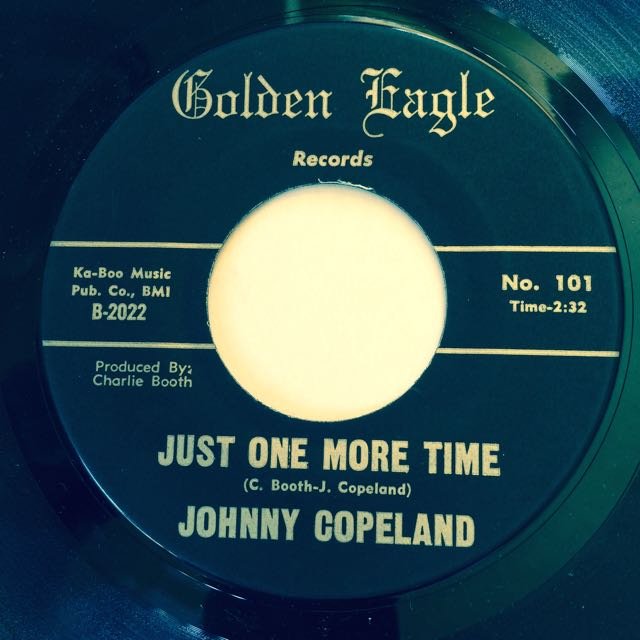 Golden Eagle
Records
Ka-Boo Music
Pub. Co., BMI
B-2022
No. 101
Time-2:32
Produced By:
Charlie Booth
JUST ONE MORE TIME
(C. Booth-J. Copeland)
JOHNNY COPELAND